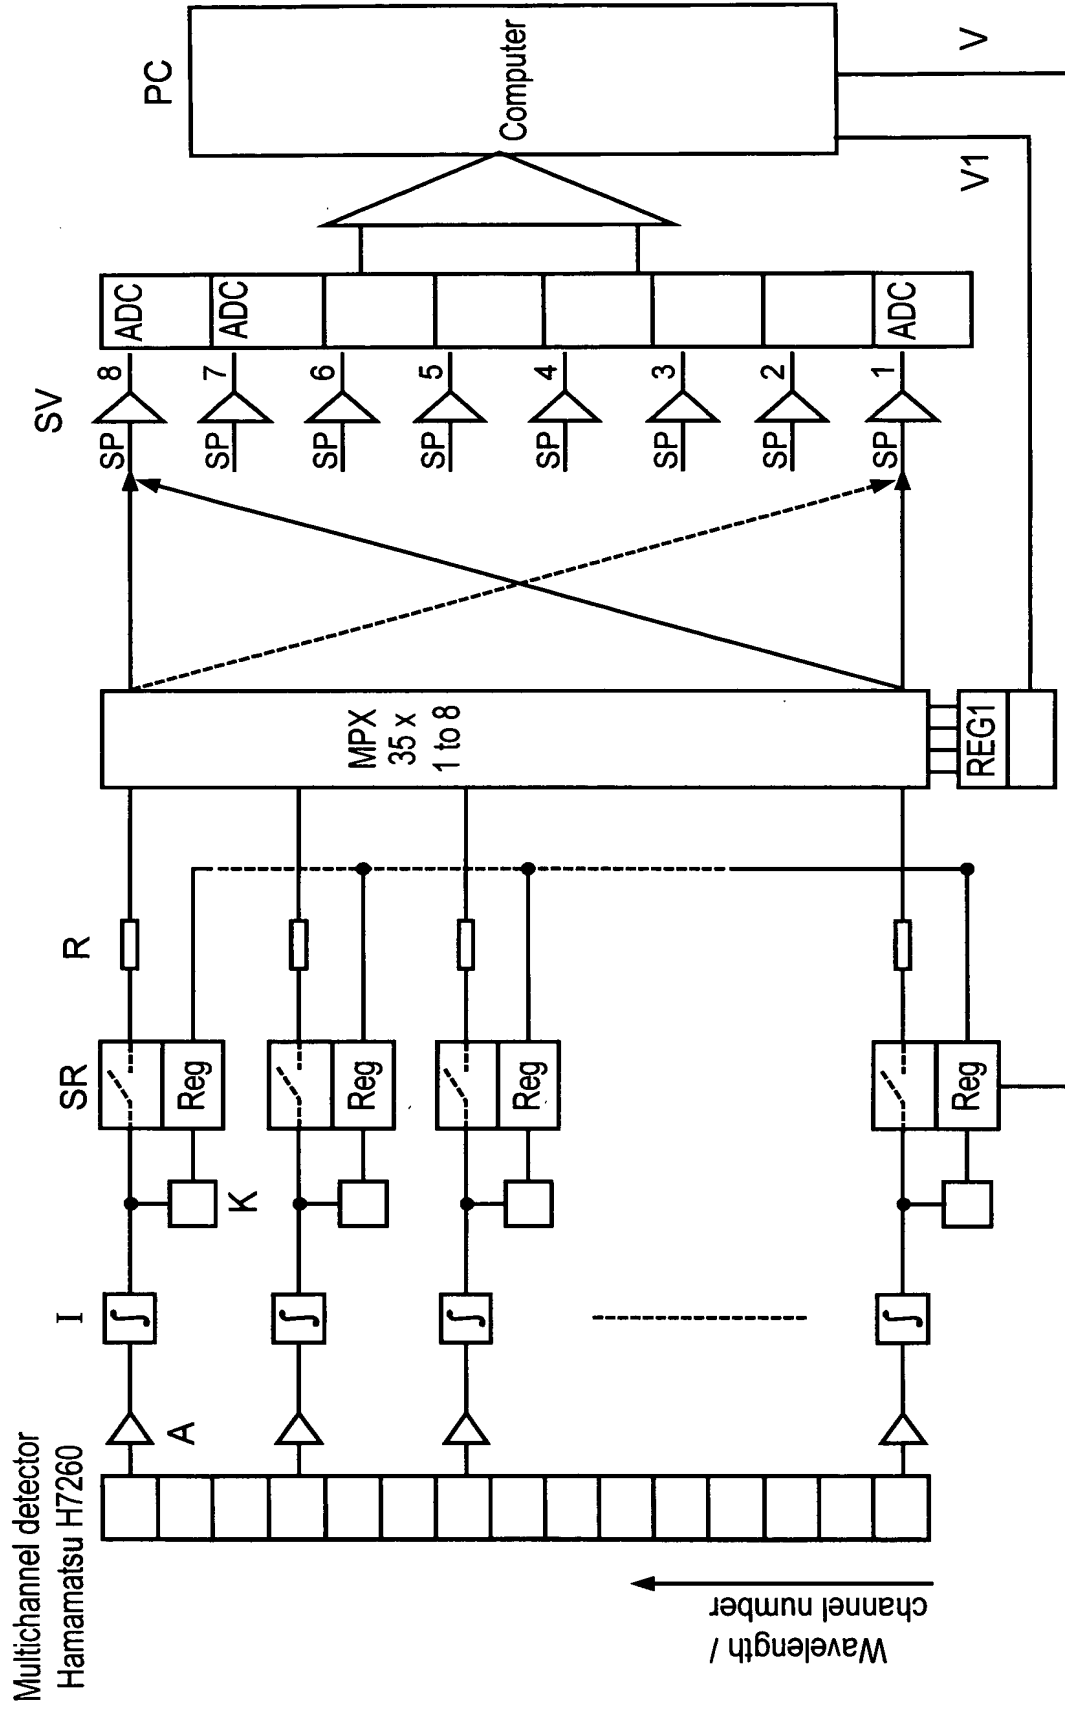 Multichannel detector
Hamamatsu H7260
A
I
K
SR
R
SV
PC
Reg
Reg
Reg
Reg
MPX
35 x
1 to 8
REG1
SP
8
ADC
SP
7
ADC
SP
6
SP
5
SP
4
SP
3
SP
2
SP
1
ADC
Computer
V1
V
Wavelength /
channel number
∫
∫
∫
∫